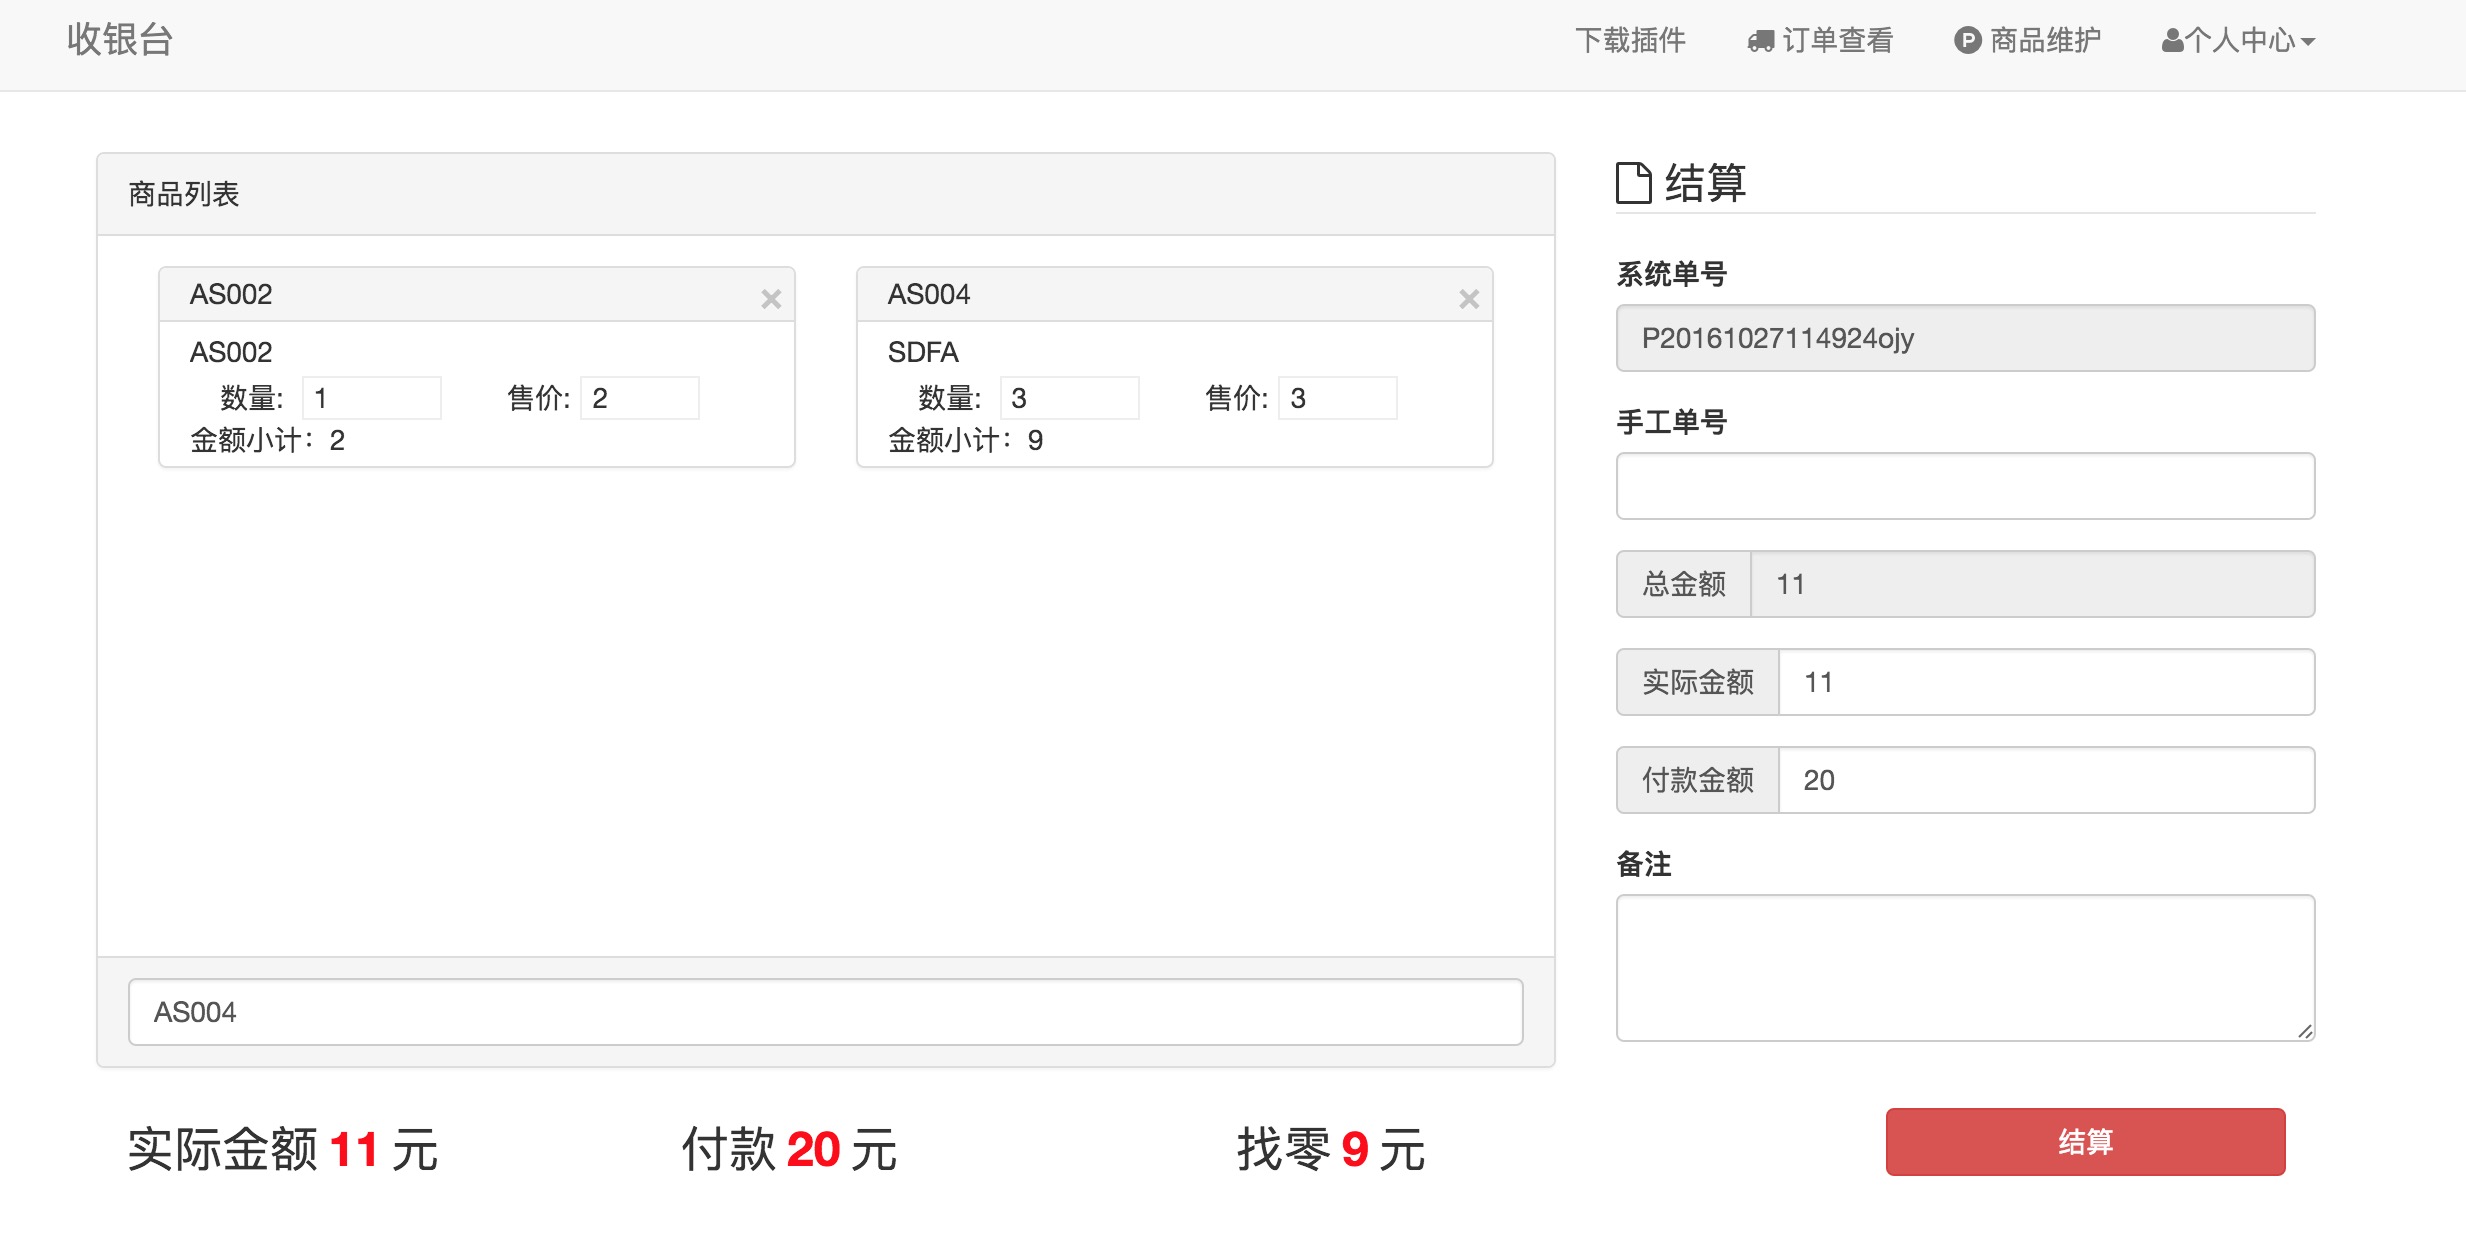 收银台
下载插件 订单查看 P 商品维护 个人中心
商品列表
AS002
AS002
数量: 1 售价: 2
金额小计：2
AS004
SDFA
数量: 3 售价: 3
金额小计：9
AS004
实际金额 11 元 付款 20 元 找零 9 元
结算
系统单号
P20161027114924ojy
手工单号
总金额 11
实际金额 11
付款金额 20
备注
结算